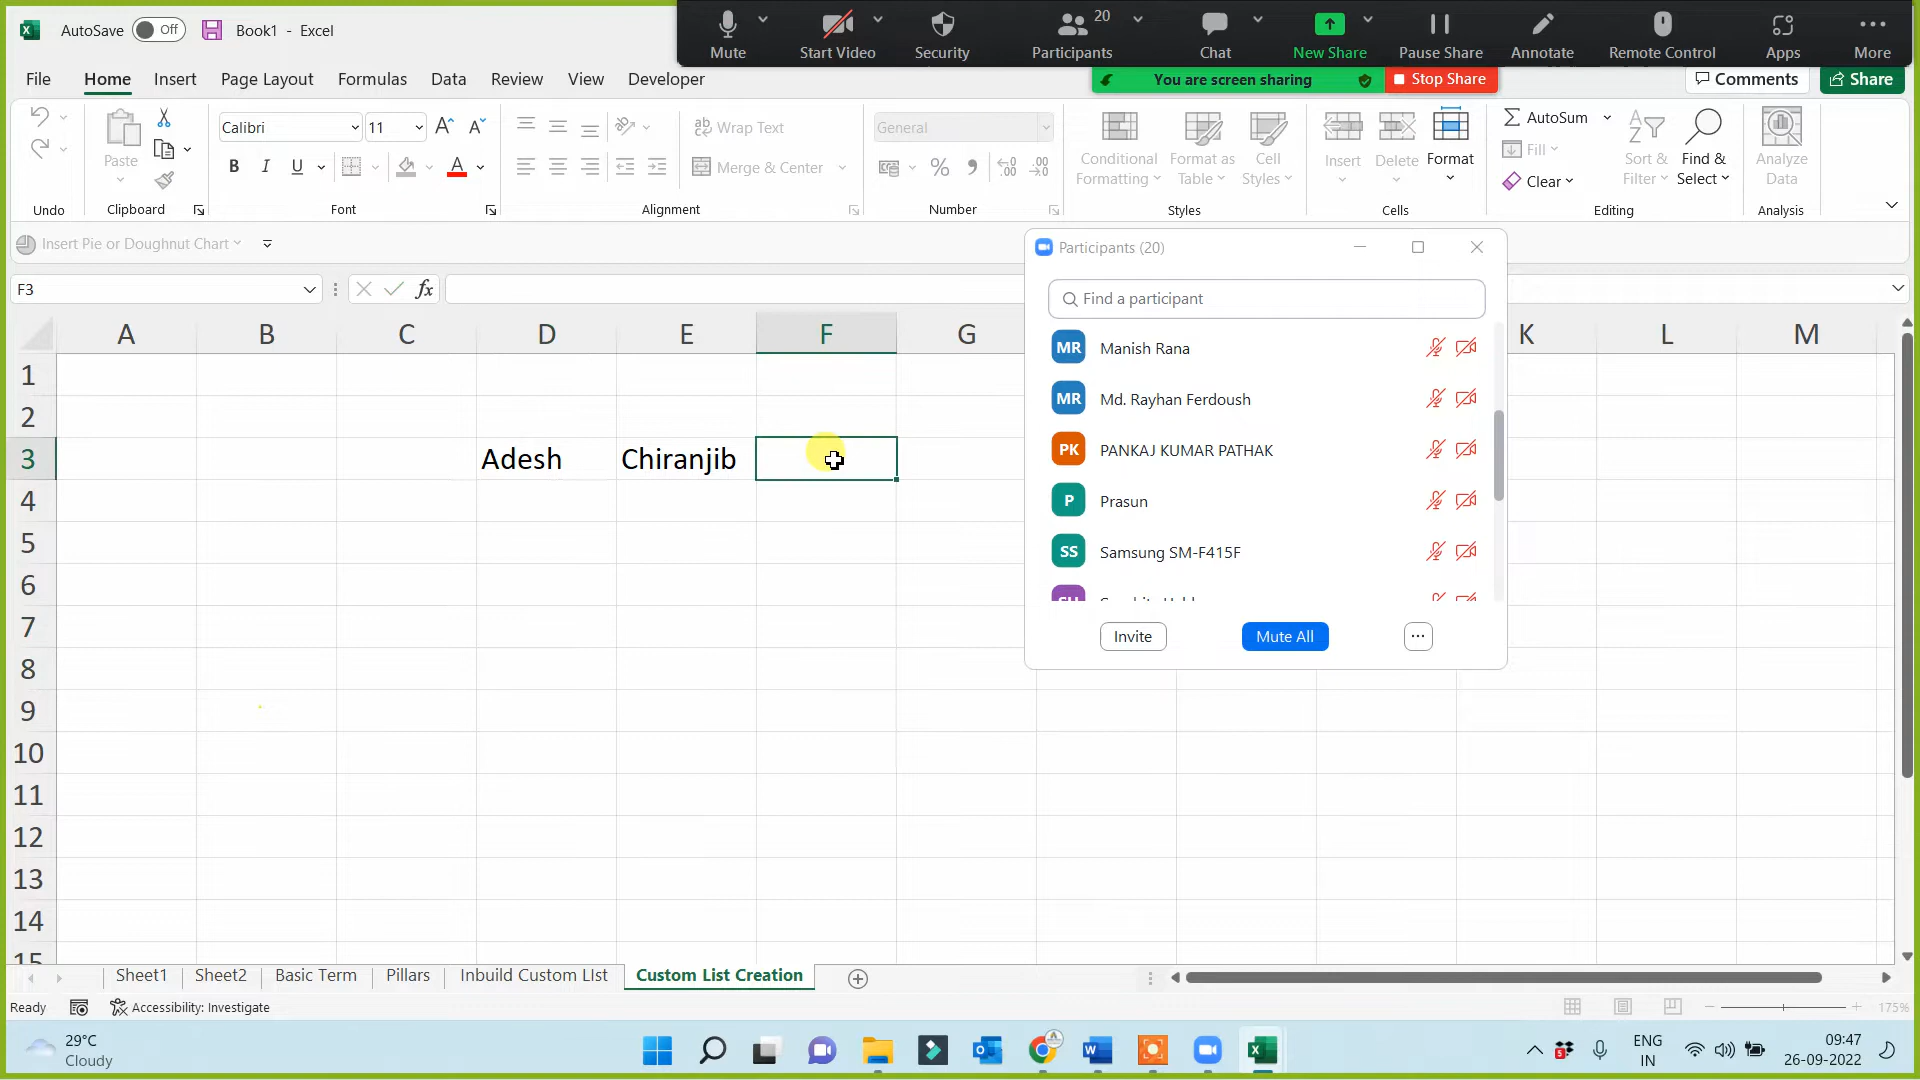 AutoSave Off Book1 - Excel
Mute Start Video Security Participants 20 Chat New Share Pause Share Annotate Remote Control Apps More
You are screen sharing Stop Share
File Home Insert Page Layout Formulas Data Review View Developer Comments Share
Calibri 11 Wrap Text General AutoSum
Paste B I U A Merge & Center % Conditional Formatting Format as Table Cell Styles Insert Delete Format Fill Clear Sort & Filter Find & Select Analyze Data
Undo Clipboard Font Alignment Number Styles Cells Editing Analysis
Insert Pie or Doughnut Chart
F3 fx
A B C D E F G K L M
1
2
3 Adesh Chiranjib
4
5
6
7
8
9
10
11
12
13
14
15
Participants (20)
Find a participant
MR Manish Rana
MR Md. Rayhan Ferdoush
PK PANKAJ KUMAR PATHAK
P Prasun
SS Samsung SM-F415F
Invite Mute All ...
Sheet1 Sheet2 Basic Term Pillars Inbuild Custom LIst Custom List Creation
Ready Accessibility: Investigate 175%
29°C
Cloudy
ENG
IN
09:47
26-09-2022